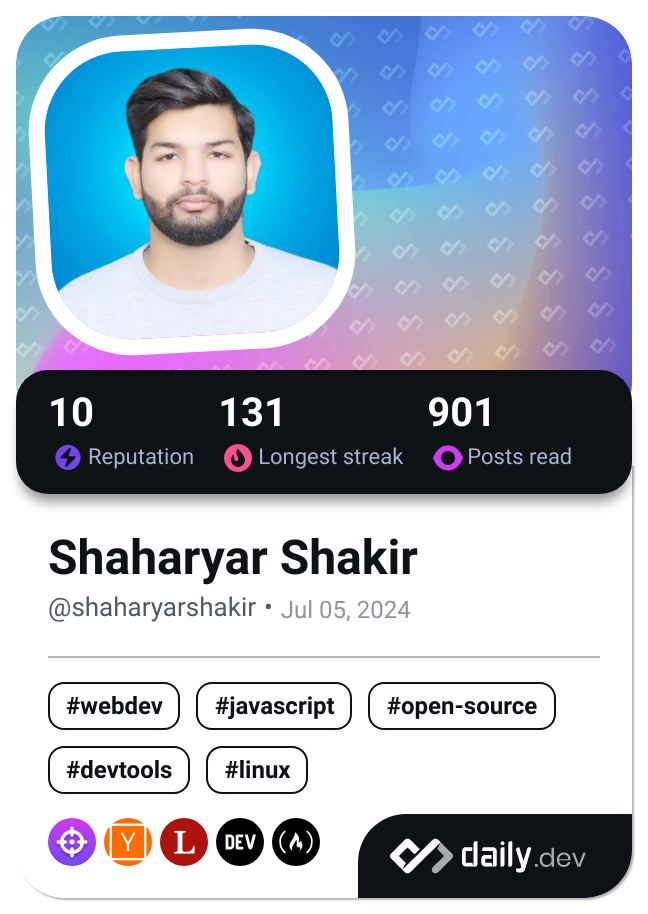 10 131 901
Reputation Longest streak Posts read
Shaharyar Shakir
@shaharyarshakir • Jul 05, 2024
#webdev #javascript #open-source
#devtools #linux
Y L DEV
daily.dev